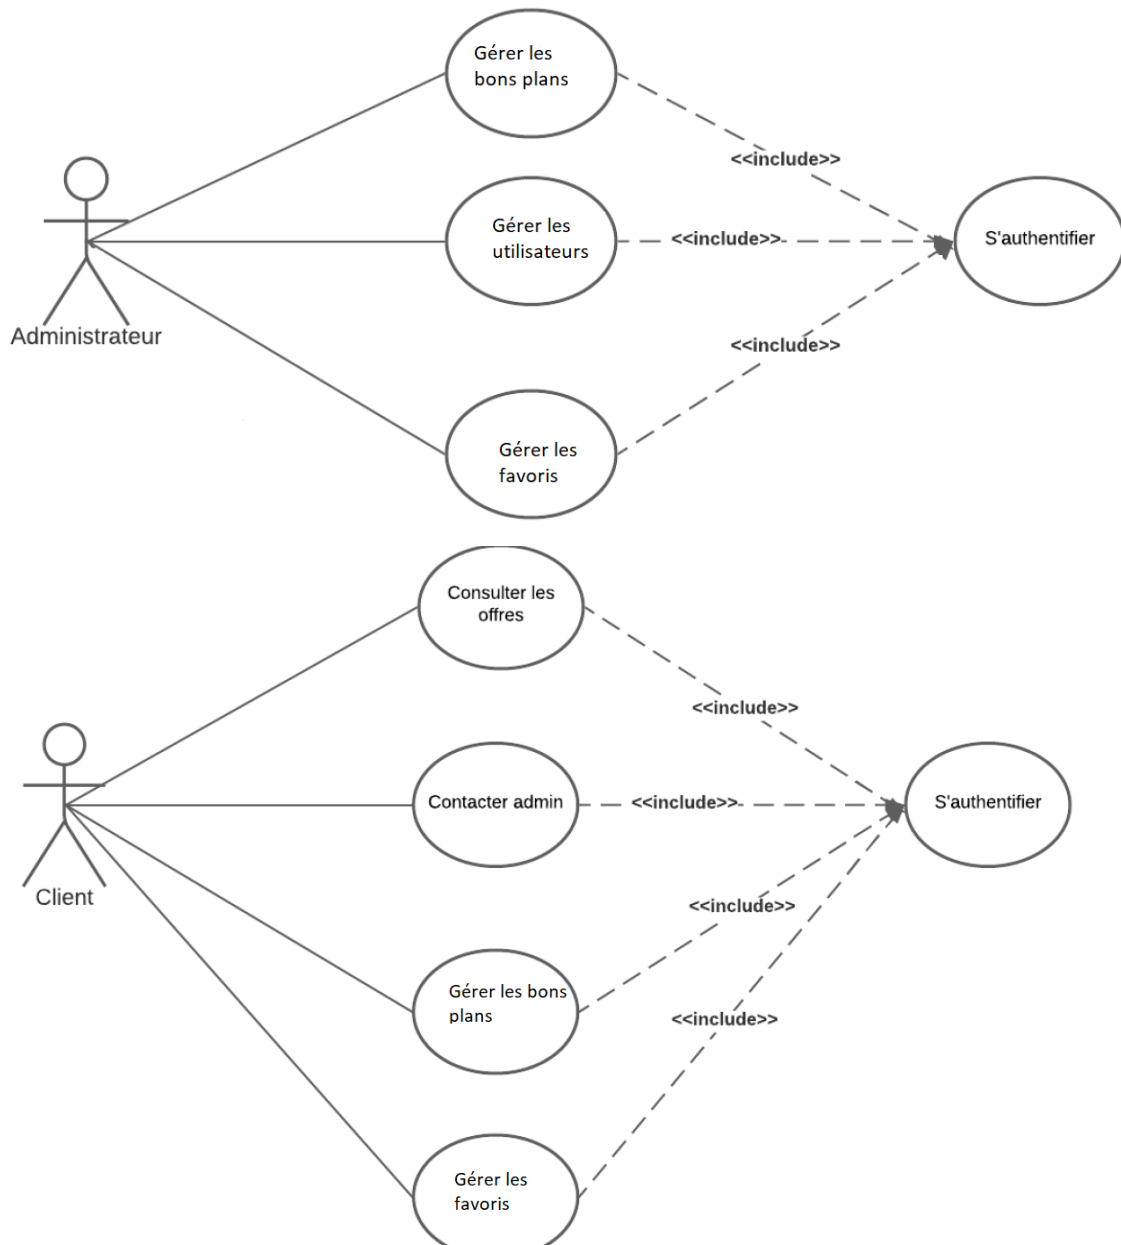 Gérer les
bons plans
<<include>>
Gérer les
utilisateurs
<<include>>
S'authentifier
Administrateur
<<include>>
Gérer les
favoris
Consulter les
offres
<<include>>
Contacter admin
<<include>>
S'authentifier
Client
<<include>>
Gérer les bons
plans
<<include>>
Gérer les
favoris